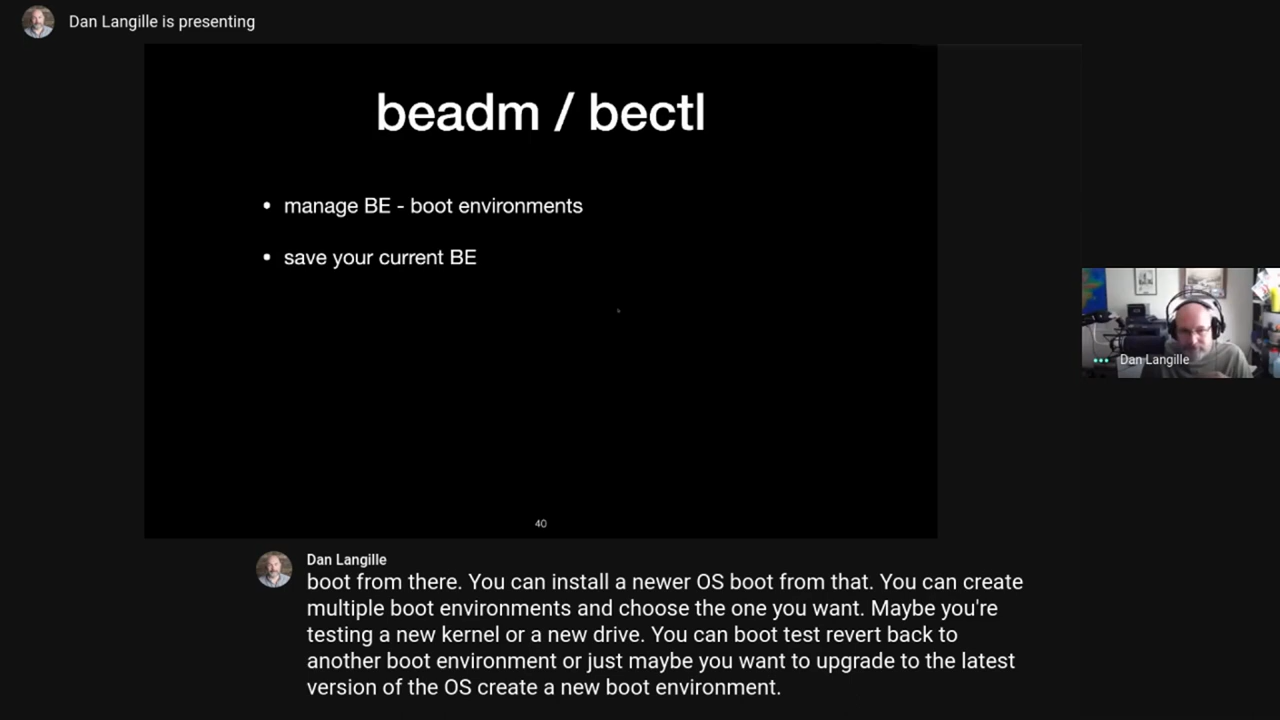 Dan Langille is presenting
beadm / bectl
• manage BE - boot environments
• save your current BE
40
Dan Langille
Dan Langille
boot from there. You can install a newer OS boot from that. You can create
multiple boot environments and choose the one you want. Maybe you're
testing a new kernel or a new drive. You can boot test revert back to
another boot environment or just maybe you want to upgrade to the latest
version of the OS create a new boot environment.